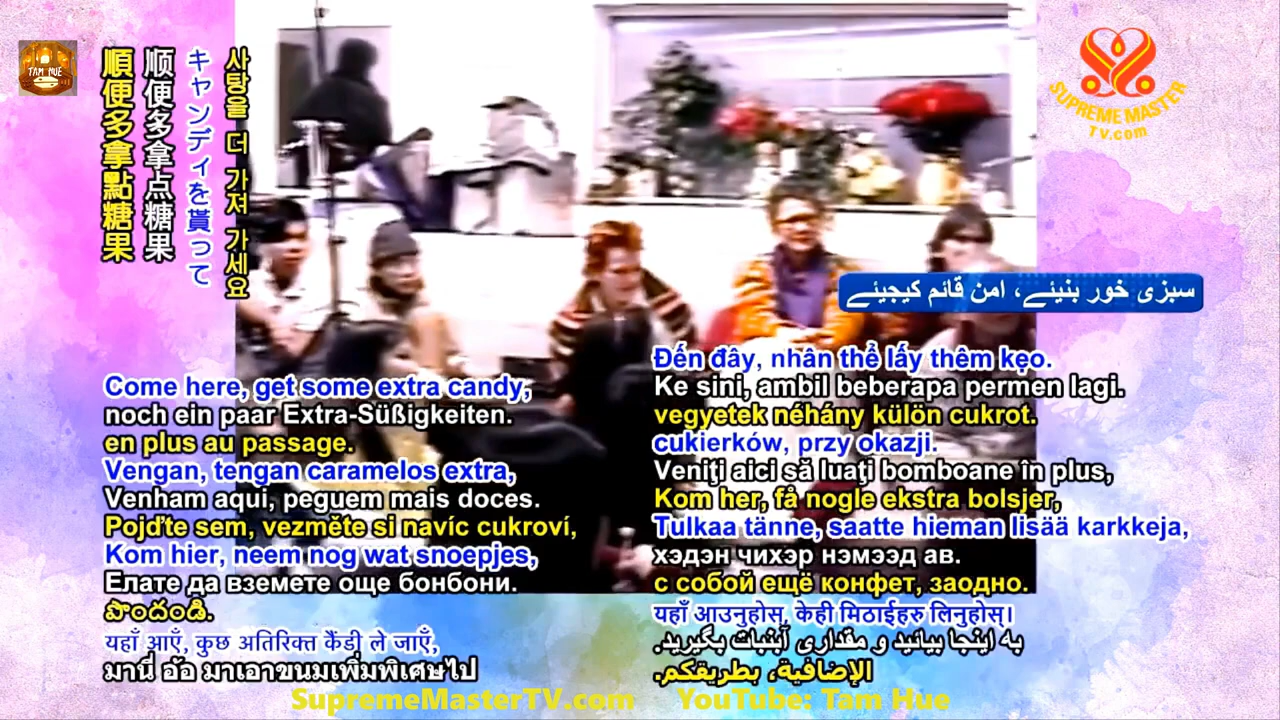 TAM HUE
順便多拿點糖果
顺便多拿点糖果
キャンディを貰って
사탕을 더 가져 가세요
SUPREME MASTER
TV.com
سبزی خور بنیئے، امن قائم کیجیئے
Come here, get some extra candy,
noch ein paar Extra-Süßigkeiten.
en plus au passage.
Vengan, tengan caramelos extra,
Venham aqui, peguem mais doces.
Pojďte sem, vezměte si navíc cukroví,
Kom hier, neem nog wat snoepjes,
Елате да вземете още бонбони.
పొందండి.
यहाँ आएँ, कुछ अतिरिक्त कैंडी ले जाएँ,
มานี่ อ้อ มาเอาขนมเพิ่มพิเศษไป
Đến đây, nhân thể lấy thêm kẹo.
Ke sini, ambil beberapa permen lagi.
vegyetek néhány külön cukrot.
cukierków, przy okazji.
Veniţi aici să luaţi bomboane în plus,
Kom her, få nogle ekstra bolsjer,
Tulkaa tänne, saatte hieman lisää karkkeja,
хэдэн чихэр нэмээд ав.
с собой ещё конфет, заодно.
यहाँ आउनुहोस्, केही मिठाईहरु लिनुहोस्।
به اینجا بیائید و مقداری آبنبات بگیرید.
الإضافية، بطريقكم.
SupremeMasterTV.com
YouTube: Tam Hue